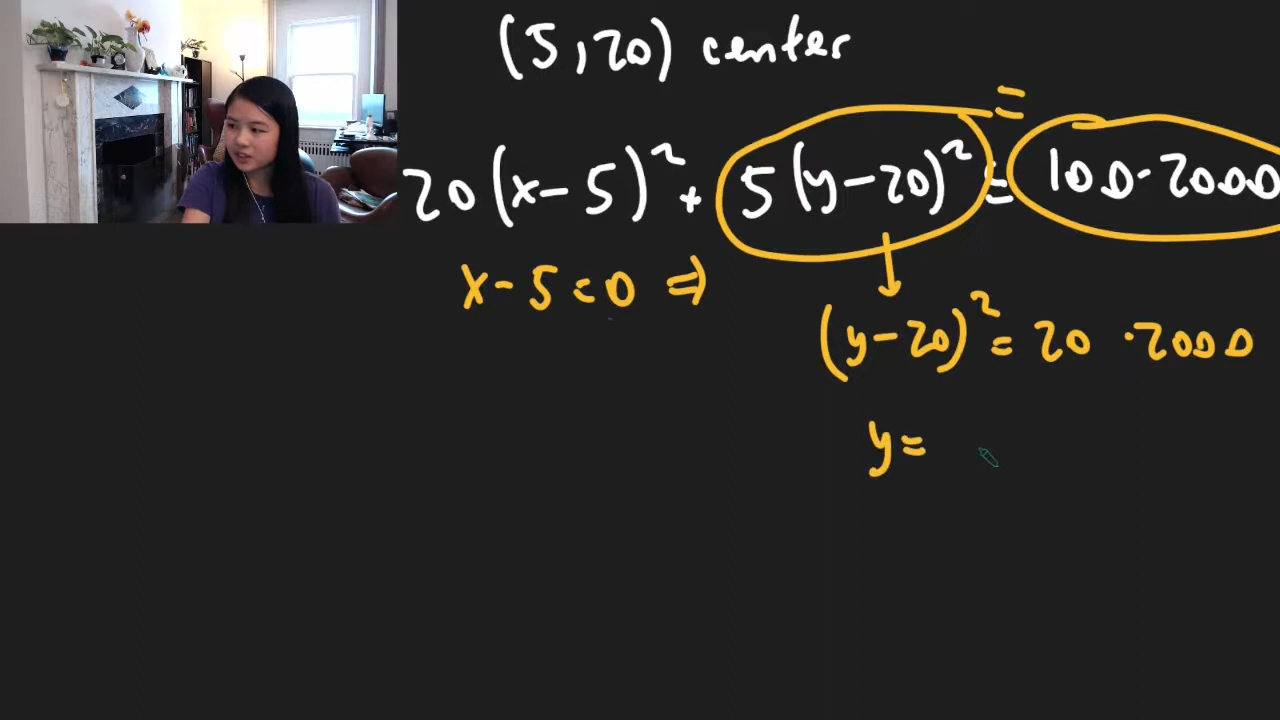 (5,20) center
=
20(x-5)²+ 5(y-20)² = 100·2000
x-5=0 ⇒
(y-20)² = 20 ·2000
y=